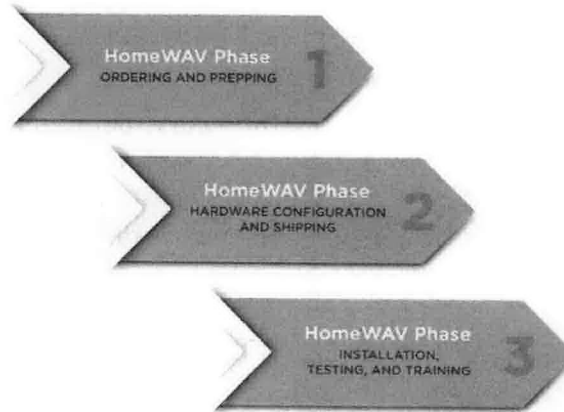 HomeWAV Phase
ORDERING AND PREPPING
1
HomeWAV Phase
HARDWARE CONFIGURATION
AND SHIPPING
2
HomeWAV Phase
INSTALLATION,
TESTING, AND TRAINING
3